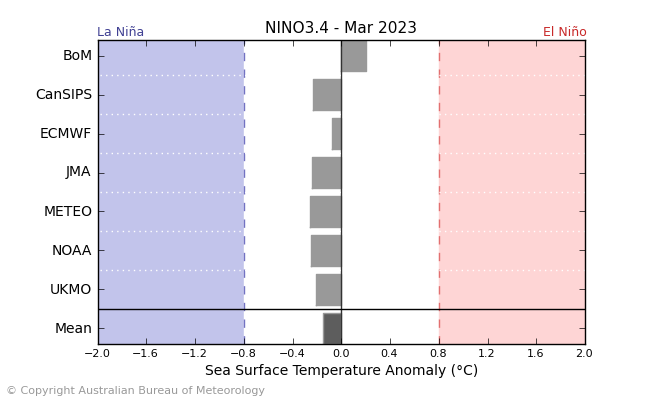 NINO3.4 - Mar 2023
La Niña
El Niño
BoM
CanSIPS
ECMWF
JMA
METEO
NOAA
UKMO
Mean
−2.0 −1.6 −1.2 −0.8 −0.4 0.0 0.4 0.8 1.2 1.6 2.0
Sea Surface Temperature Anomaly (°C)
© Copyright Australian Bureau of Meteorology